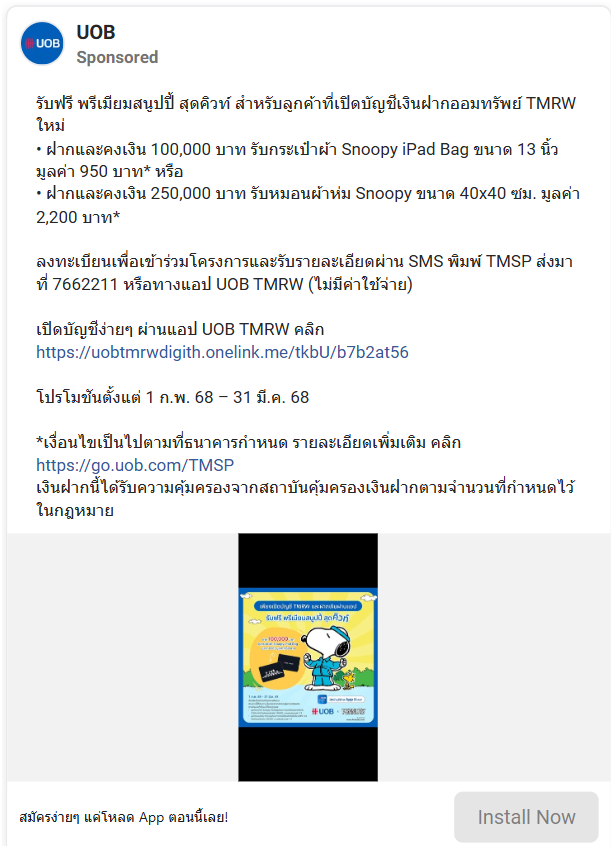 UOB
UOB
Sponsored
รับฟรี พรีเมียมสนูปปี้ สุดคิวท์ สำหรับลูกค้าที่เปิดบัญชีเงินฝากออมทรัพย์ TMRW
ใหม่
• ฝากและคงเงิน 100,000 บาท รับกระเป๋าผ้า Snoopy iPad Bag ขนาด 13 นิ้ว
มูลค่า 950 บาท* หรือ
• ฝากและคงเงิน 250,000 บาท รับหมอนผ้าห่ม Snoopy ขนาด 40x40 ซม. มูลค่า
2,200 บาท*
ลงทะเบียนเพื่อเข้าร่วมโครงการและรับรายละเอียดผ่าน SMS พิมพ์ TMSP ส่งมา
ที่ 7662211 หรือทางแอป UOB TMRW (ไม่มีค่าใช้จ่าย)
เปิดบัญชีง่ายๆ ผ่านแอป UOB TMRW คลิก
https://uobtmrwdigith.onelink.me/tkbU/b7b2at56
โปรโมชันตั้งแต่ 1 ก.พ. 68 – 31 มี.ค. 68
*เงื่อนไขเป็นไปตามที่ธนาคารกำหนด รายละเอียดเพิ่มเติม คลิก
https://go.uob.com/TMSP
เงินฝากนี้ได้รับความคุ้มครองจากสถาบันคุ้มครองเงินฝากตามจำนวนที่กำหนดไว้
ในกฎหมาย
รับฟรี พรีเมียมสนูปปี้ สุดคิ้วท์
100,000
UOB
สมัครง่ายๆ แค่โหลด App ตอนนี้เลย!
Install Now